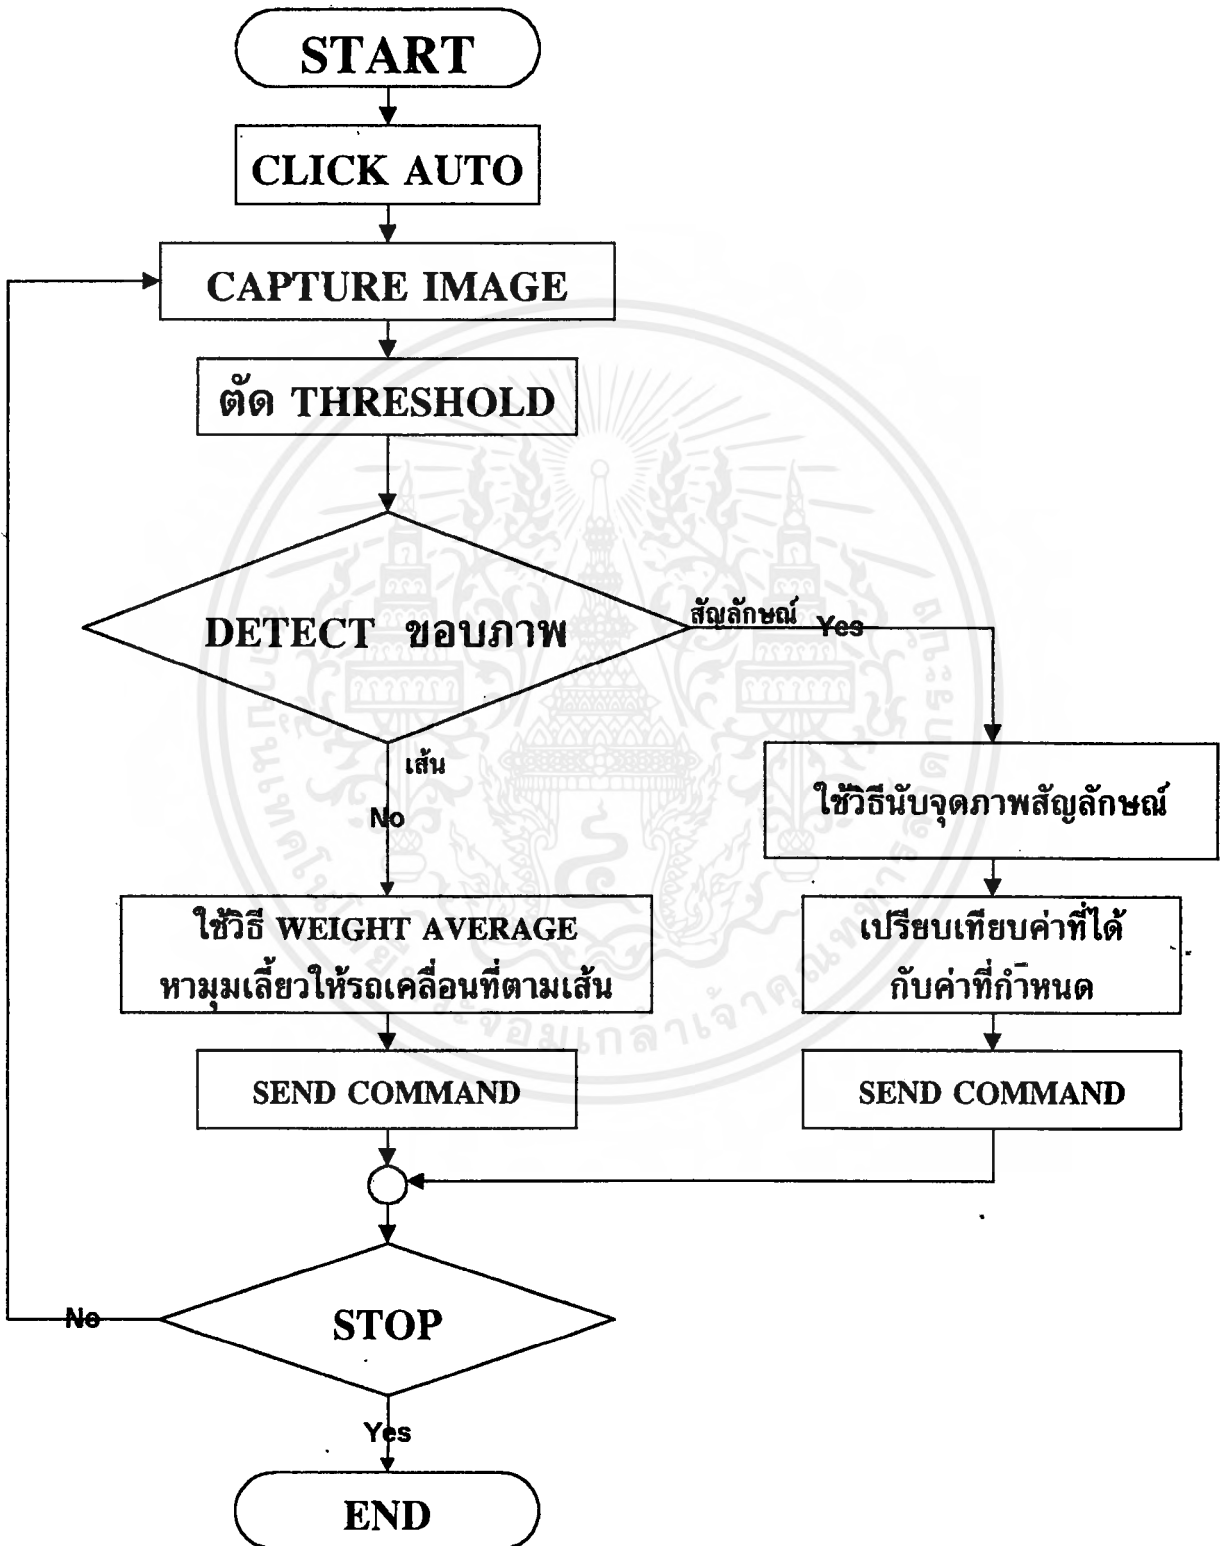 START
CLICK AUTO
CAPTURE IMAGE
ตัด THRESHOLD
DETECT ขอบภาพ
สัญลักษณ์ Yes
เส้น
No
ใช้วิธีนับจุดภาพสัญลักษณ์
ใช้วิธี WEIGHT AVERAGE
หามุมเลี้ยวให้รถเคลื่อนที่ตามเส้น
เปรียบเทียบค่าที่ได้
กับค่าที่กำหนด
SEND COMMAND
SEND COMMAND
No
STOP
Yes
END